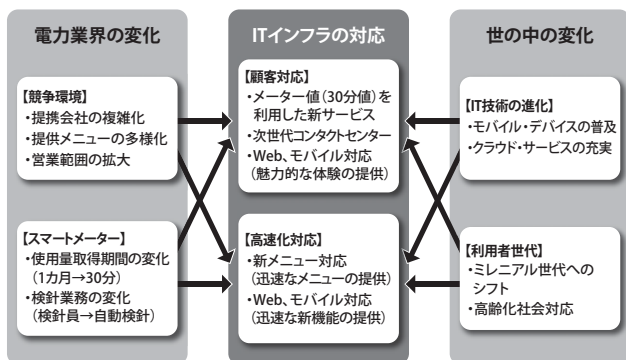 電力業界の変化
【競争環境】
・提携会社の複雑化
・提供メニューの多様化
・営業範囲の拡大
【スマートメーター】
・使用量取得期間の変化
(1カ月→30分)
・検針業務の変化
(検針員→自動検針)
ITインフラの対応
【顧客対応】
・メーター値(30分値)を
利用した新サービス
・次世代コンタクトセンター
・Web、モバイル対応
(魅力的な体験の提供)
【高速化対応】
・新メニュー対応
(迅速なメニューの提供)
・Web、モバイル対応
(迅速な新機能の提供)
世の中の変化
【IT技術の進化】
・モバイル・デバイスの普及
・クラウド・サービスの充実
【利用者世代】
・ミレニアル世代への
シフト
・高齢化社会対応